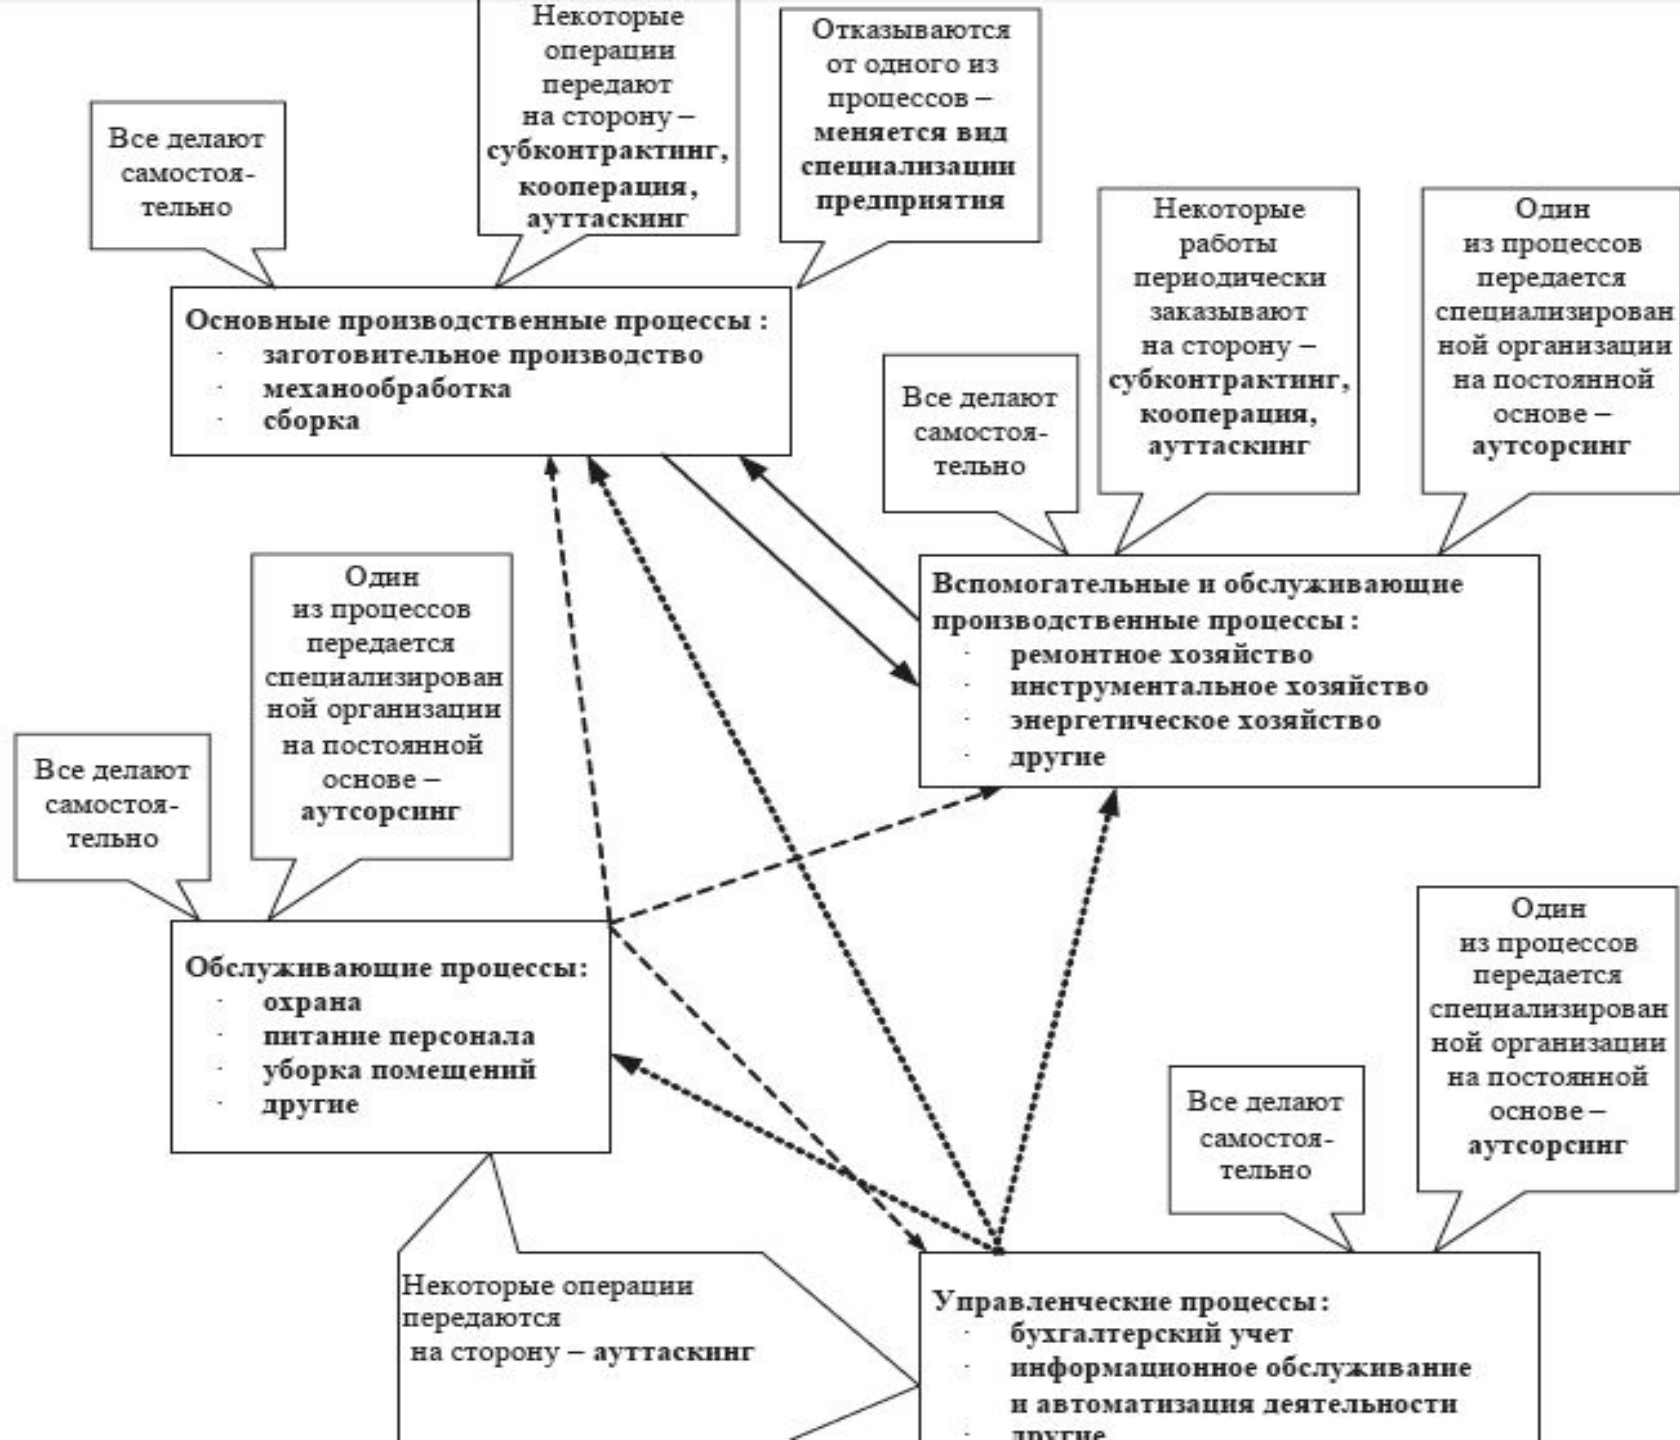 Некоторые
операции
передают
на сторону –
субконтрактинг,
кооперация,
ауттаскинг
Отказываются
от одного из
процессов –
меняется вид
специализации
предприятия
Все делают
самостоя-
тельно
Основные производственные процессы :
· заготовительное производство
· механообработка
· сборка
Некоторые
работы
периодически
заказывают
на сторону –
субконтрактинг,
кооперация,
ауттаскинг
Один
из процессов
передается
специализирован
ной организации
на постоянной
основе –
аутсорсинг
Все делают
самостоя-
тельно
Вспомогательные и обслуживающие
производственные процессы :
· ремонтное хозяйство
· инструментальное хозяйство
· энергетическое хозяйство
· другие
Один
из процессов
передается
специализирован
ной организации
на постоянной
основе –
аутсорсинг
Все делают
самостоя-
тельно
Обслуживающие процессы:
· охрана
· питание персонала
· уборка помещений
· другие
Один
из процессов
передается
специализирован
ной организации
на постоянной
основе –
аутсорсинг
Все делают
самостоя-
тельно
Некоторые операции
передаются
на сторону – ауттаскинг
Управленческие процессы:
· бухгалтерский учет
· информационное обслуживание
и автоматизация деятельности
· другие